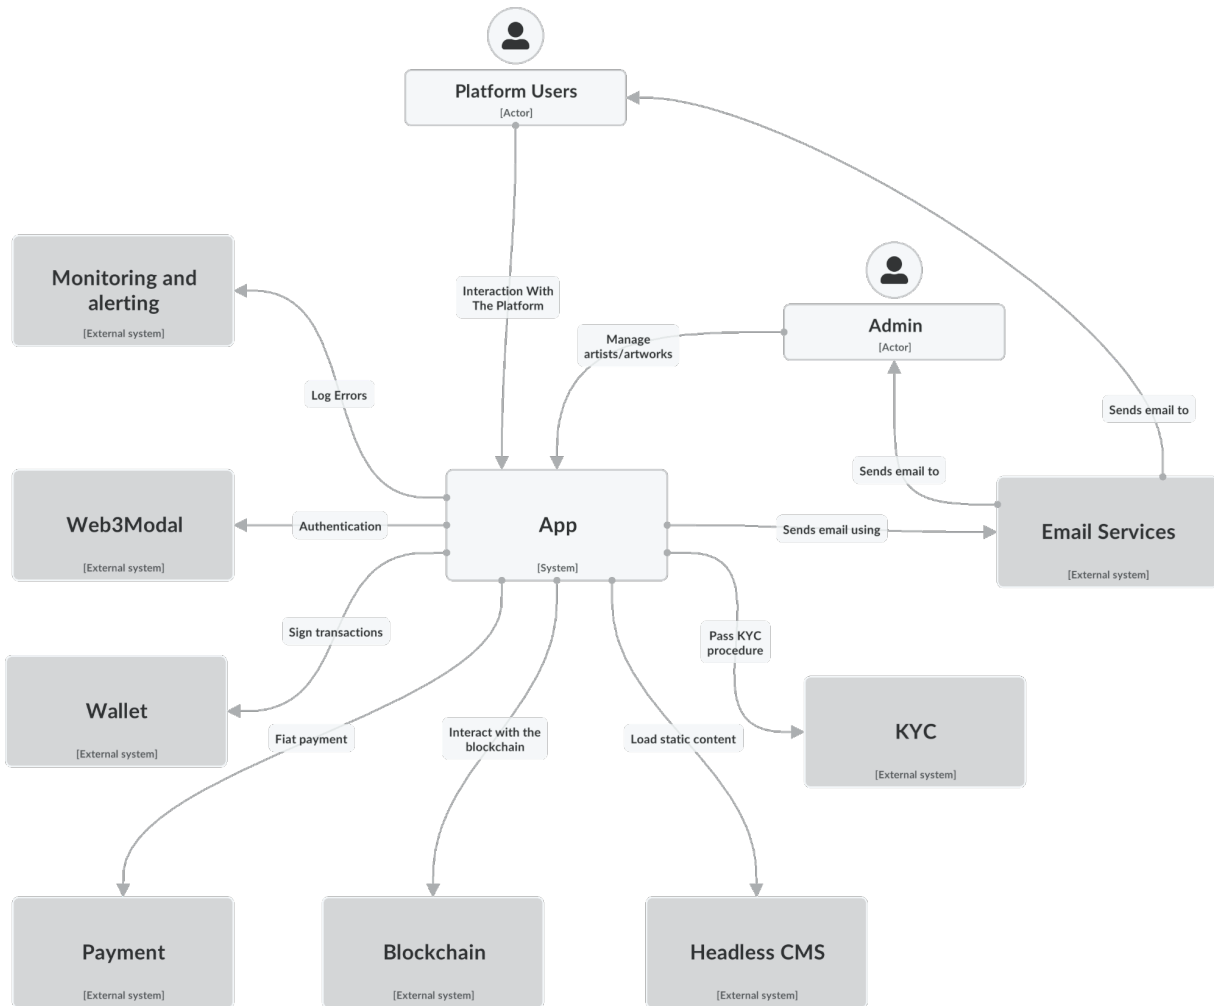 Platform Users
[Actor]
Monitoring and
alerting
[External system]
Interaction With
The Platform
Admin
[Actor]
Manage
artists/artworks
Log Errors
Sends email to
Sends email to
Web3Modal
[External system]
Authentication
App
[System]
Sends email using
Email Services
[External system]
Sign transactions
Pass KYC
procedure
Wallet
[External system]
Fiat payment
Interact with the
blockchain
Load static content
KYC
[External system]
Payment
[External system]
Blockchain
[External system]
Headless CMS
[External system]